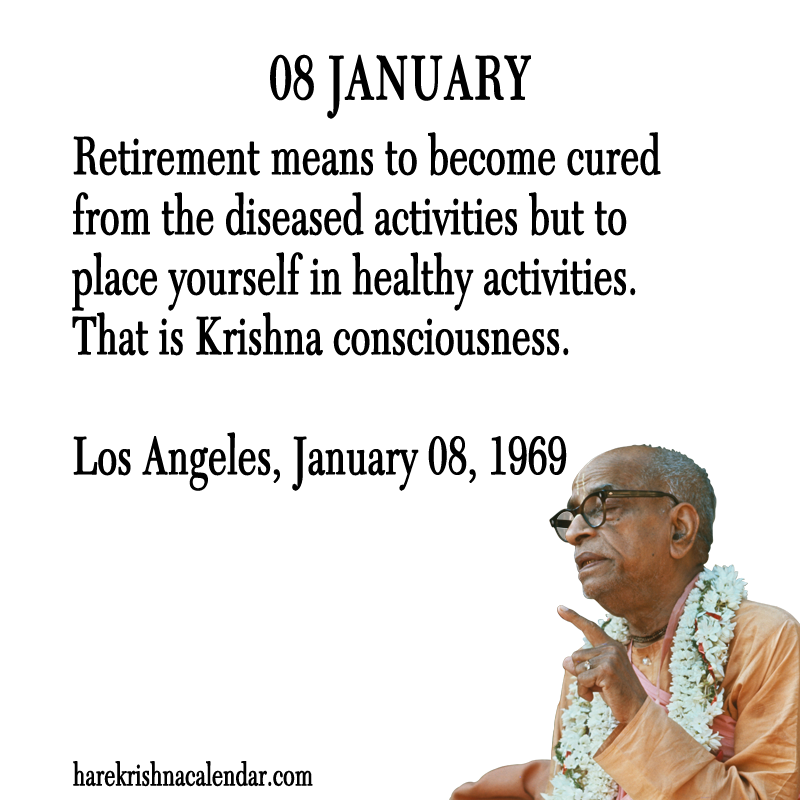 08 JANUARY
Retirement means to become cured
from the diseased activities but to
place yourself in healthy activities.
That is Krishna consciousness.
Los Angeles, January 08, 1969
harekrishnacalendar.com